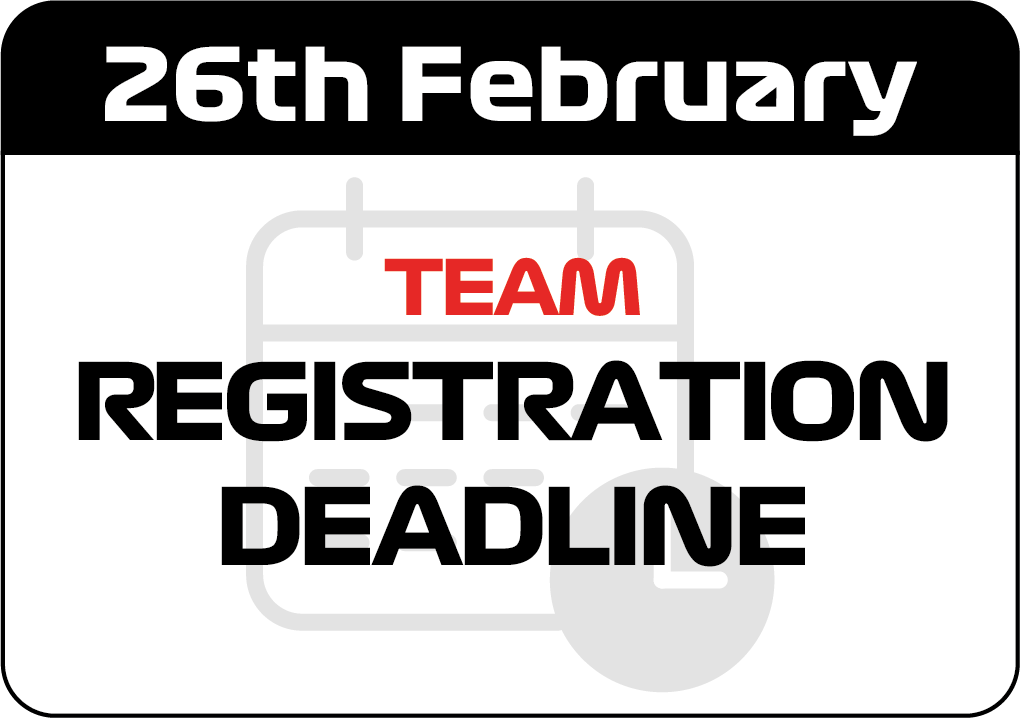 26th February
TEAM
REGISTRATION
DEADLINE